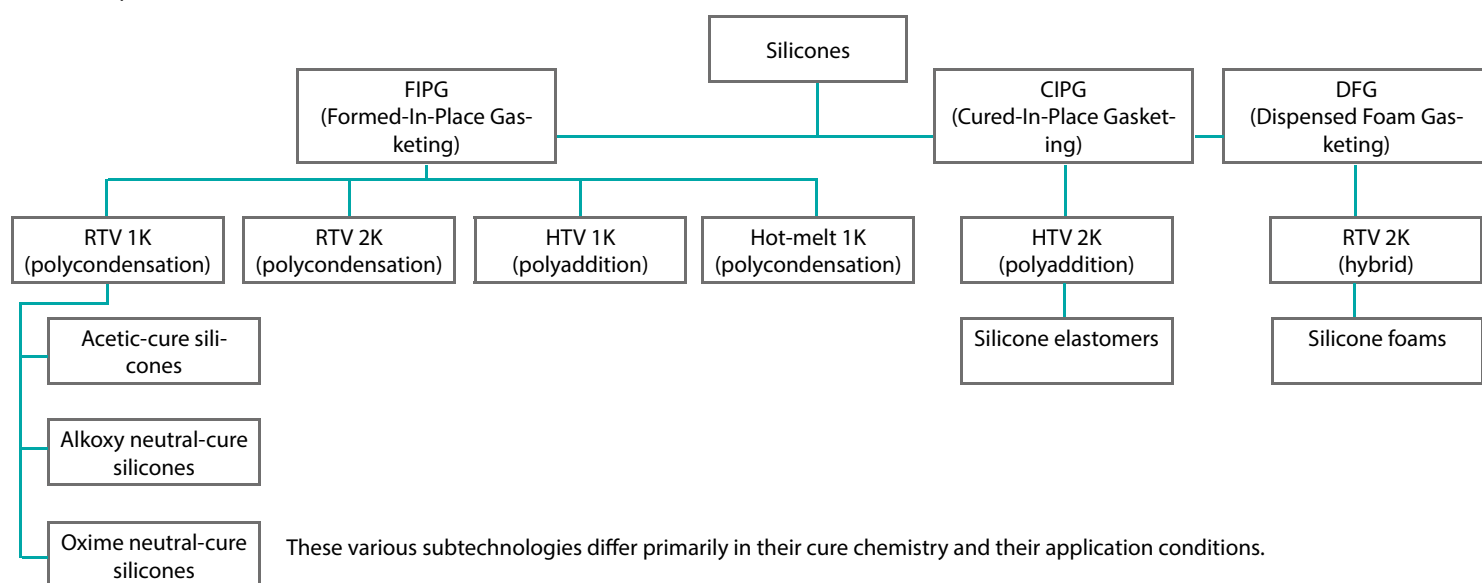 Silicones
FIPG
(Formed-In-Place Gas-
keting)
CIPG
(Cured-In-Place Gasket-
ing)
DFG
(Dispensed Foam Gas-
keting)
RTV 1K
(polycondensation)
RTV 2K
(polycondensation)
HTV 1K
(polyaddition)
Hot-melt 1K
(polycondensation)
HTV 2K
(polyaddition)
RTV 2K
(hybrid)
Acetic-cure sili-
cones
Silicone elastomers
Silicone foams
Alkoxy neutral-cure
silicones
Oxime neutral-cure
silicones
These various subtechnologies differ primarily in their cure chemistry and their application conditions.